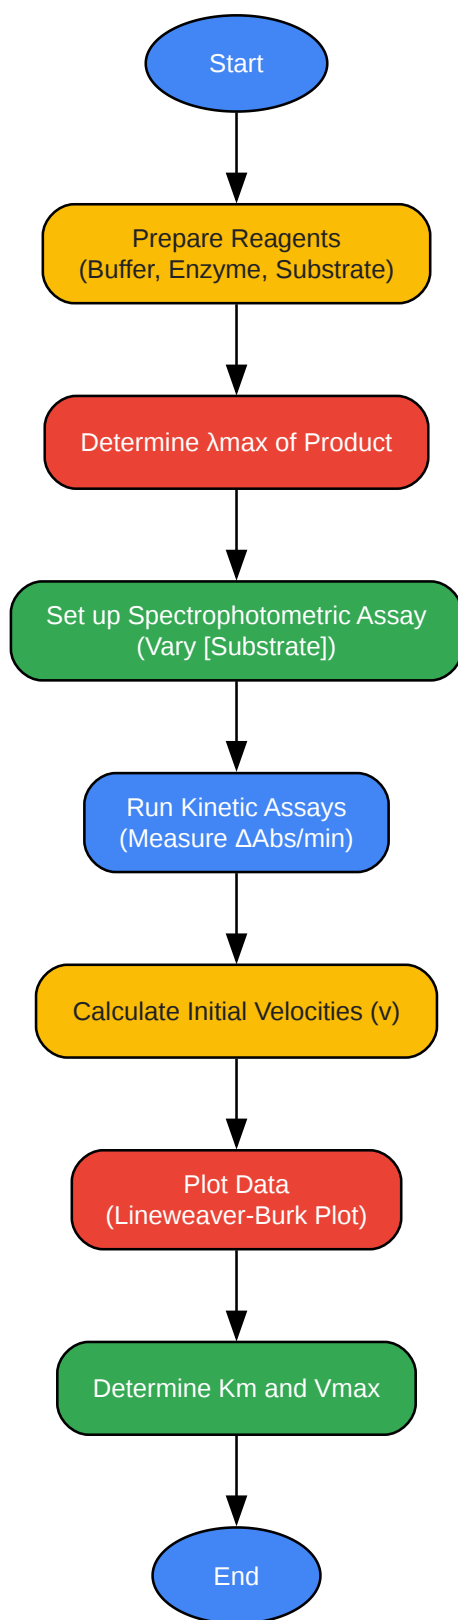 Start
Prepare Reagents
(Buffer, Enzyme, Substrate)
Determine λmax of Product
Set up Spectrophotometric Assay
(Vary [Substrate])
Run Kinetic Assays
(Measure ΔAbs/min)
Calculate Initial Velocities (v)
Plot Data
(Lineweaver-Burk Plot)
Determine Km and Vmax
End